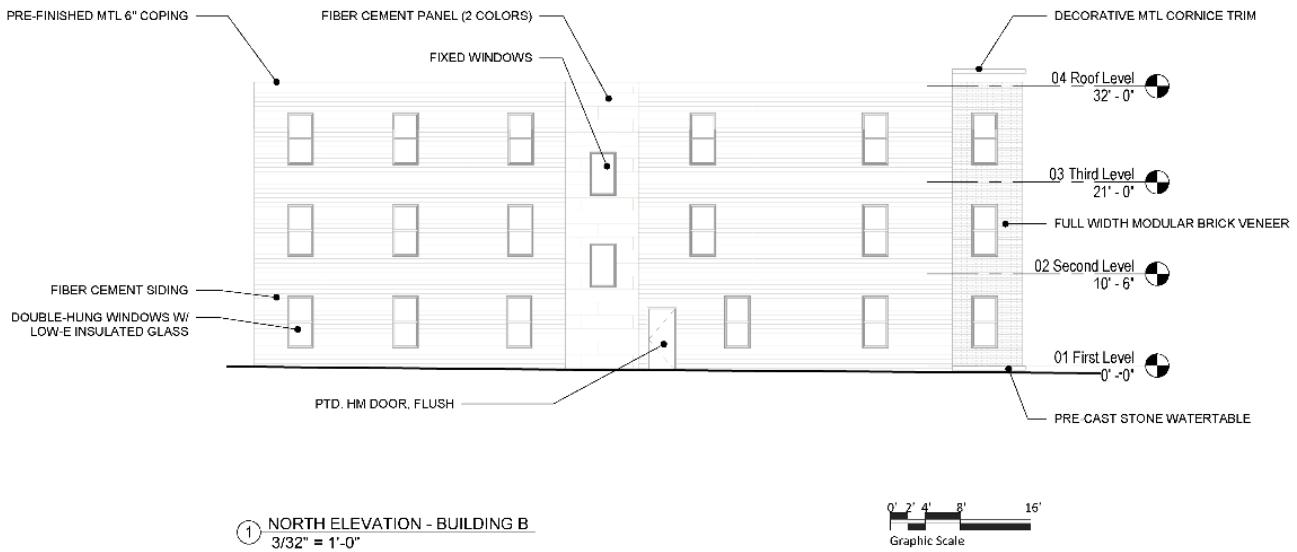 PRE-FINISHED MTL 6" COPING
FIBER CEMENT PANEL (2 COLORS)
DECORATIVE MTL CORNICE TRIM
FIXED WINDOWS
04 Roof Level
32' - 0"
03 Third Level
21' - 0"
FULL WIDTH MODULAR BRICK VENEER
02 Second Level
10' - 6"
FIBER CEMENT SIDING
DOUBLE-HUNG WINDOWS W/
LOW-E INSULATED GLASS
01 First Level
0' - 0"
PTD. HM DOOR, FLUSH
PRE-CAST STONE WATERTABLE
1
NORTH ELEVATION - BUILDING B
3/32" = 1'-0"
0' 2' 4' 8' 16'
Graphic Scale